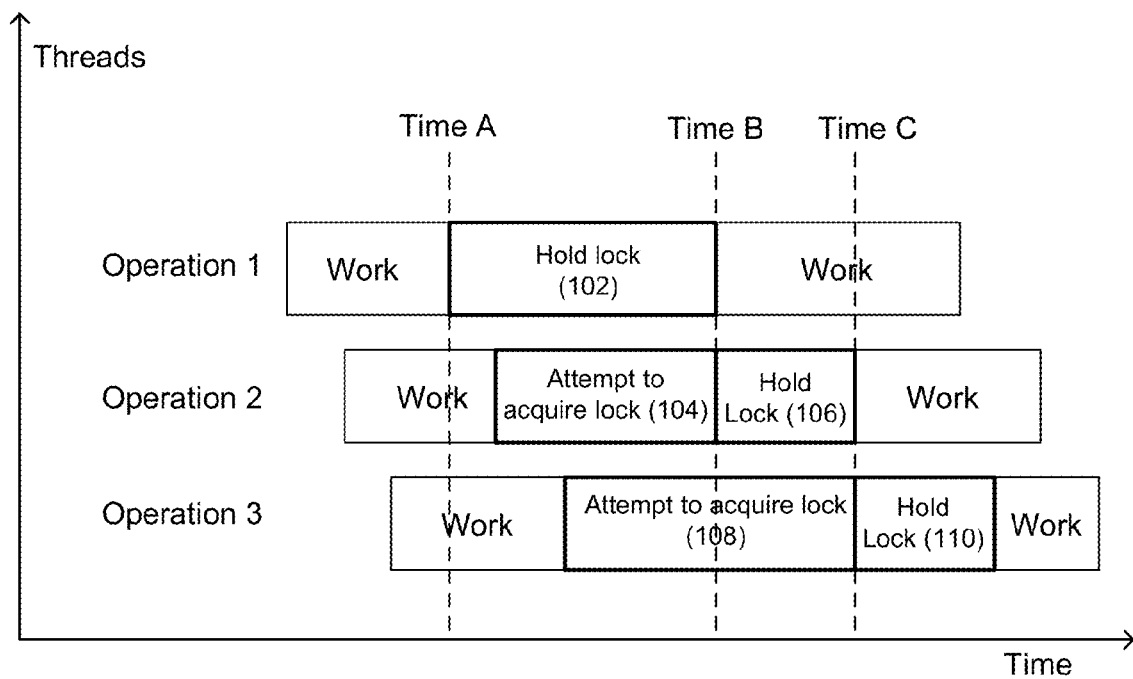 Threads
Time A
Time B
Time C
Operation 1
Work
Hold lock
(102)
Work
Operation 2
Work
Attempt to
acquire lock (104)
Hold
Lock (106)
Work
Operation 3
Work
Attempt to acquire lock
(108)
Hold
Lock (110)
Work
Time